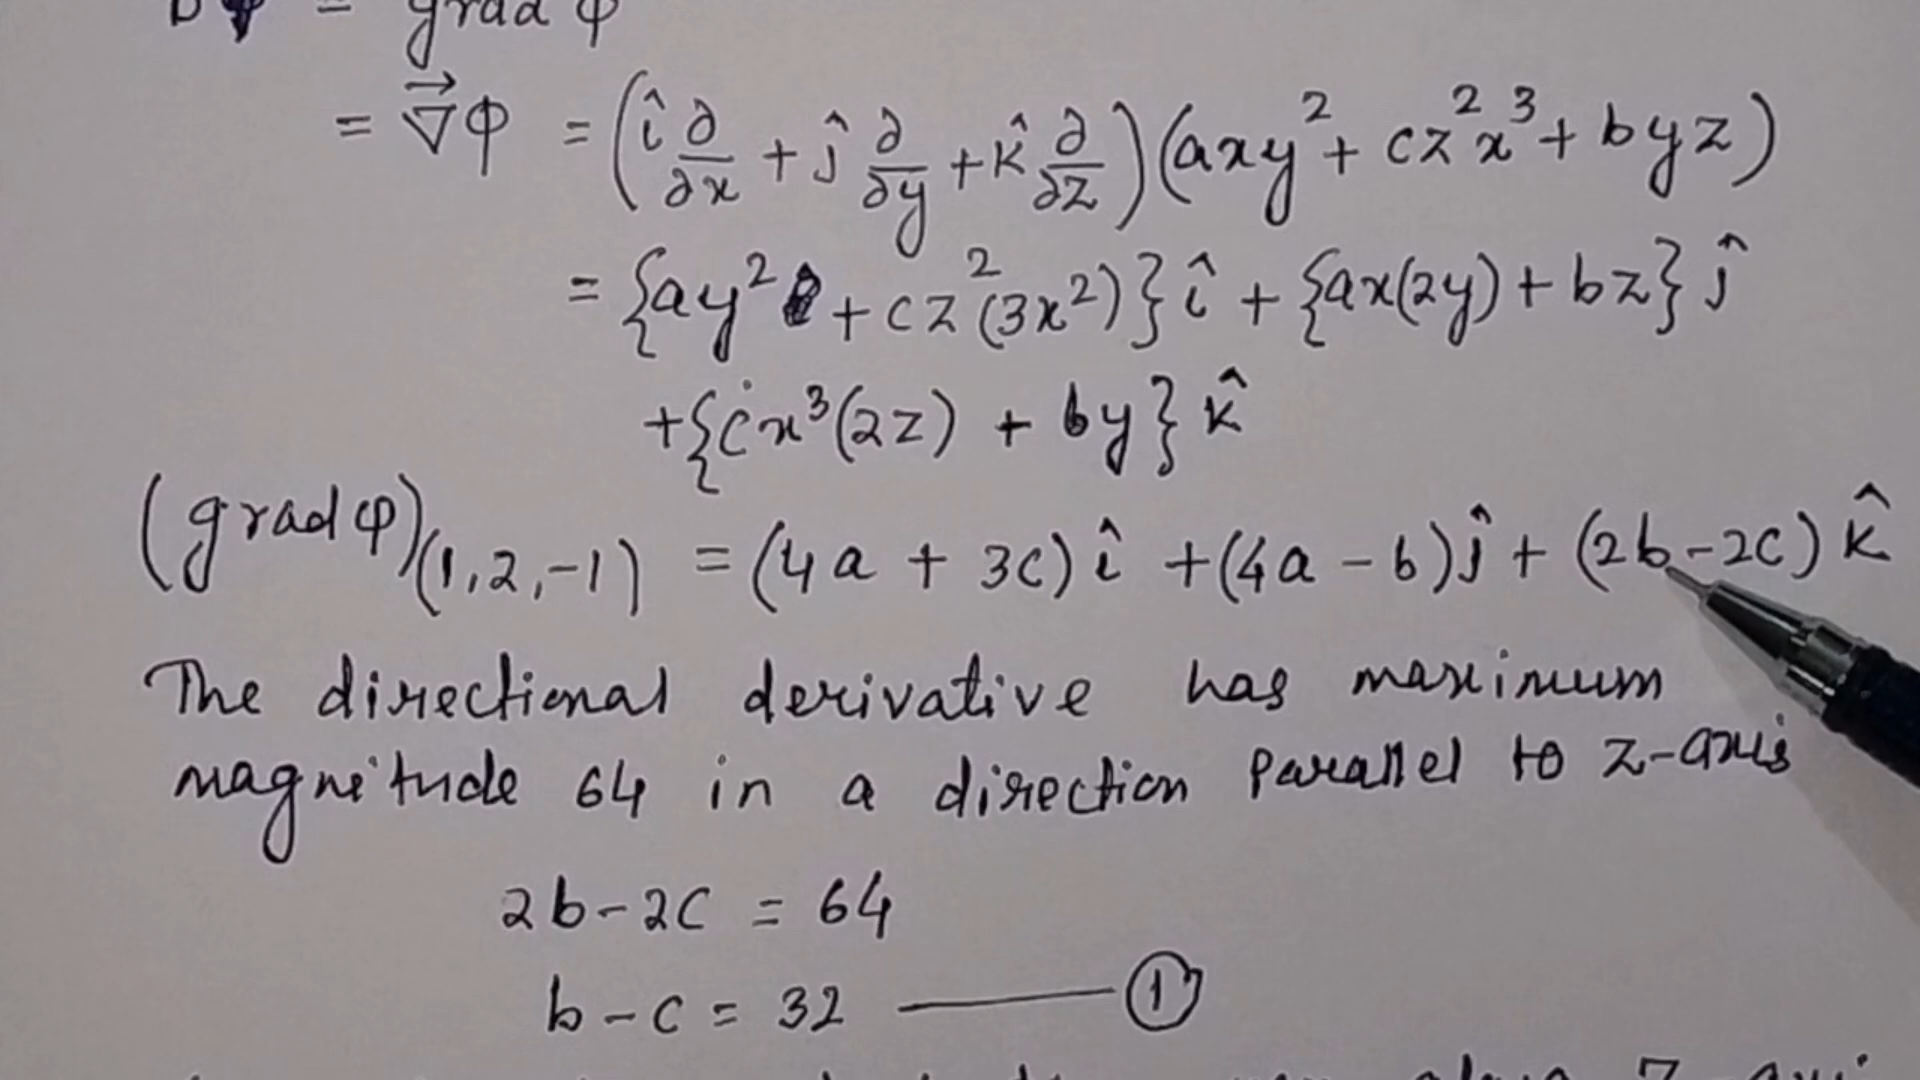 = grad φ
= ∇⃗φ = (î ∂/∂x + ĵ ∂/∂y + k̂ ∂/∂z)(axy² + cz²x³ + byz)
= {ay² + cz²(3x²)} î + {ax(2y) + bz} ĵ
+ {cx³(2z) + by} k̂
(grad φ)(1,2,-1) = (4a + 3c) î + (4a - b) ĵ + (2b - 2c) k̂
The directional derivative has maximum
magnitude 64 in a direction parallel to z-axis
2b - 2c = 64
b - c = 32 ——— ①